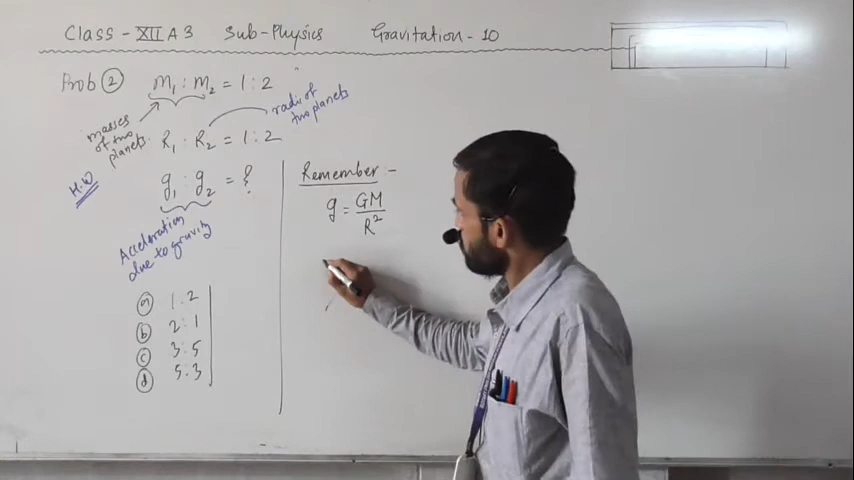 Class - XII A3 Sub-Physics Gravitation - 10
Prob ② m₁ : m₂ = 1 : 2
masses of two planets.
radii of two planets
R₁ : R₂ = 1 : 2
H.W
g₁ : g₂ = ?
Acceleration due to gravity
ⓐ 1 : 2
ⓑ 2 : 1
ⓒ 3 : 5
ⓓ 5 : 3
Remember :-
g = GM / R²